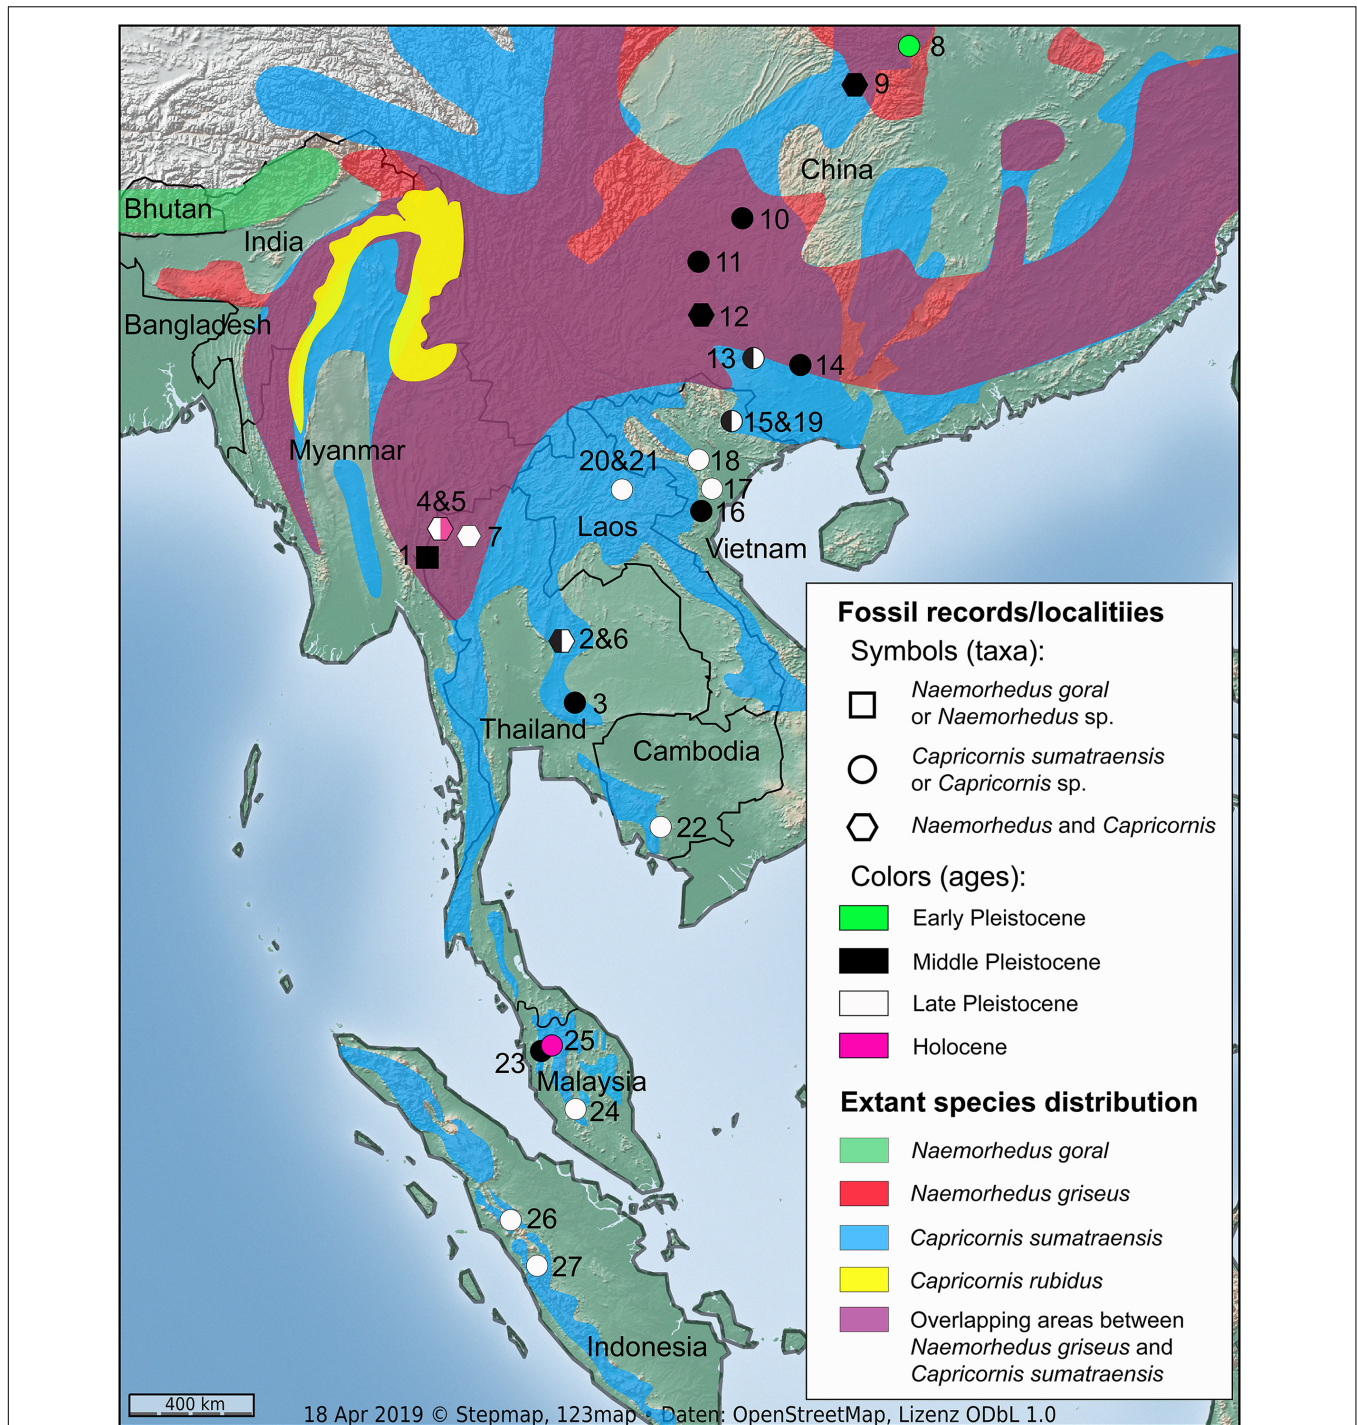 8
9
China
Bhutan
India
10
11
Bangladesh
12
13
14
15&19
Myanmar
20&21
18
17
4&5
16
Laos
7
1
Vietnam
2&6
3
Thailand
Cambodia
22
25
23
Malaysia
24
26
27
Indonesia
Fossil records/localitiies
Symbols (taxa):
Naemorhedus goral
or Naemorhedus sp.
Capricornis sumatraensis
or Capricornis sp.
Naemorhedus and Capricornis
Colors (ages):
Early Pleistocene
Middle Pleistocene
Late Pleistocene
Holocene
Extant species distribution
Naemorhedus goral
Naemorhedus griseus
Capricornis sumatraensis
Capricornis rubidus
Overlapping areas between
Naemorhedus griseus and
Capricornis sumatraensis
400 km
18 Apr 2019 © Stepmap, 123map • Daten: OpenStreetMap, Lizenz ODbL 1.0